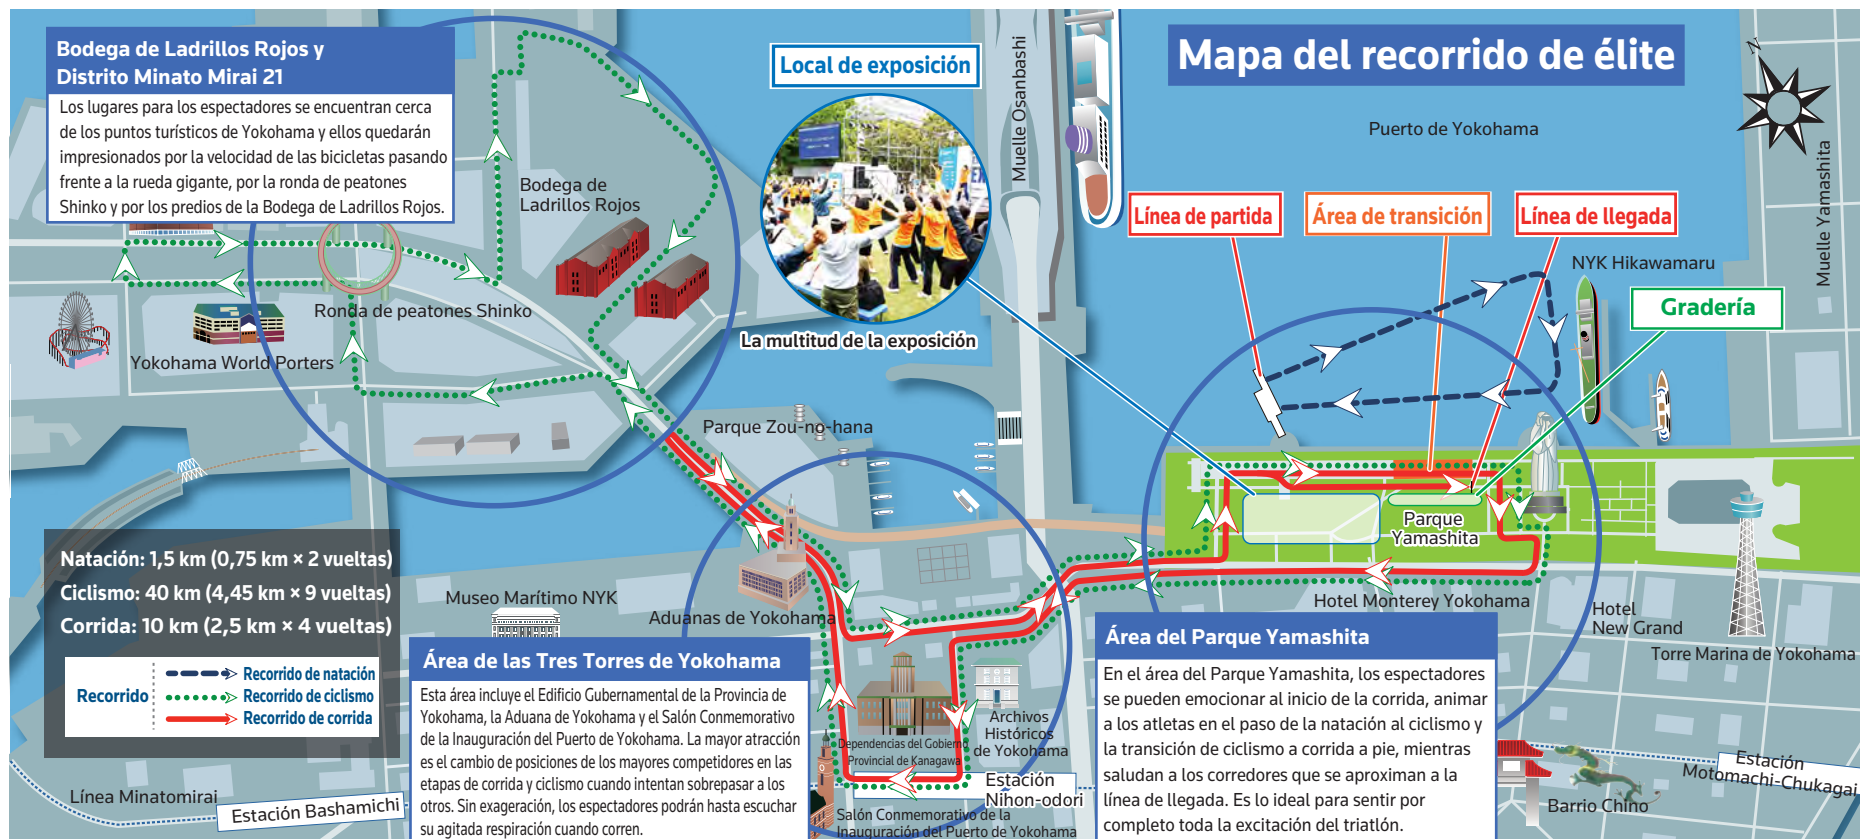 Mapa del recorrido de élite
Bodega de Ladrillos Rojos y
Distrito Minato Mirai 21
Los lugares para los espectadores se encuentran cerca
de los puntos turísticos de Yokohama y ellos quedarán
impresionados por la velocidad de las bicicletas pasando
frente a la rueda gigante, por la ronda de peatones
Shinko y por los predios de la Bodega de Ladrillos Rojos.
Local de exposición
La multitud de la exposición
Muelle Osanbashi
Puerto de Yokohama
N
Muelle Yamashita
Línea de partida
Área de transición
Línea de llegada
NYK Hikawamaru
Gradería
Bodega de
Ladrillos Rojos
Ronda de peatones Shinko
Yokohama World Porters
Parque Zou-no-hana
Parque
Yamashita
Natación: 1,5 km (0,75 km × 2 vueltas)
Ciclismo: 40 km (4,45 km × 9 vueltas)
Corrida: 10 km (2,5 km × 4 vueltas)
Recorrido
Recorrido de natación
Recorrido de ciclismo
Recorrido de corrida
Museo Marítimo NYK
Aduanas de Yokohama
Hotel Monterey Yokohama
Hotel
New Grand
Torre Marina de Yokohama
Área de las Tres Torres de Yokohama
Esta área incluye el Edificio Gubernamental de la Provincia de
Yokohama, la Aduana de Yokohama y el Salón Conmemorativo
de la Inauguración del Puerto de Yokohama. La mayor atracción
es el cambio de posiciones de los mayores competidores en las
etapas de corrida y ciclismo cuando intentan sobrepasar a los
otros. Sin exageración, los espectadores podrán hasta escuchar
su agitada respiración cuando corren.
Dependencias del Gobierno
Provincial de Kanagawa
Archivos
Históricos
de Yokohama
Estación
Nihon-odori
Salón Conmemorativo de la
Inauguración del Puerto de Yokohama
Área del Parque Yamashita
En el área del Parque Yamashita, los espectadores
se pueden emocionar al inicio de la corrida, animar
a los atletas en el paso de la natación al ciclismo y
la transición de ciclismo a corrida a pie, mientras
saludan a los corredores que se aproximan a la
línea de llegada. Es lo ideal para sentir por
completo toda la excitación del triatlón.
Línea Minatomirai
Estación Bashamichi
Estación
Motomachi-Chukagai
Barrio Chino